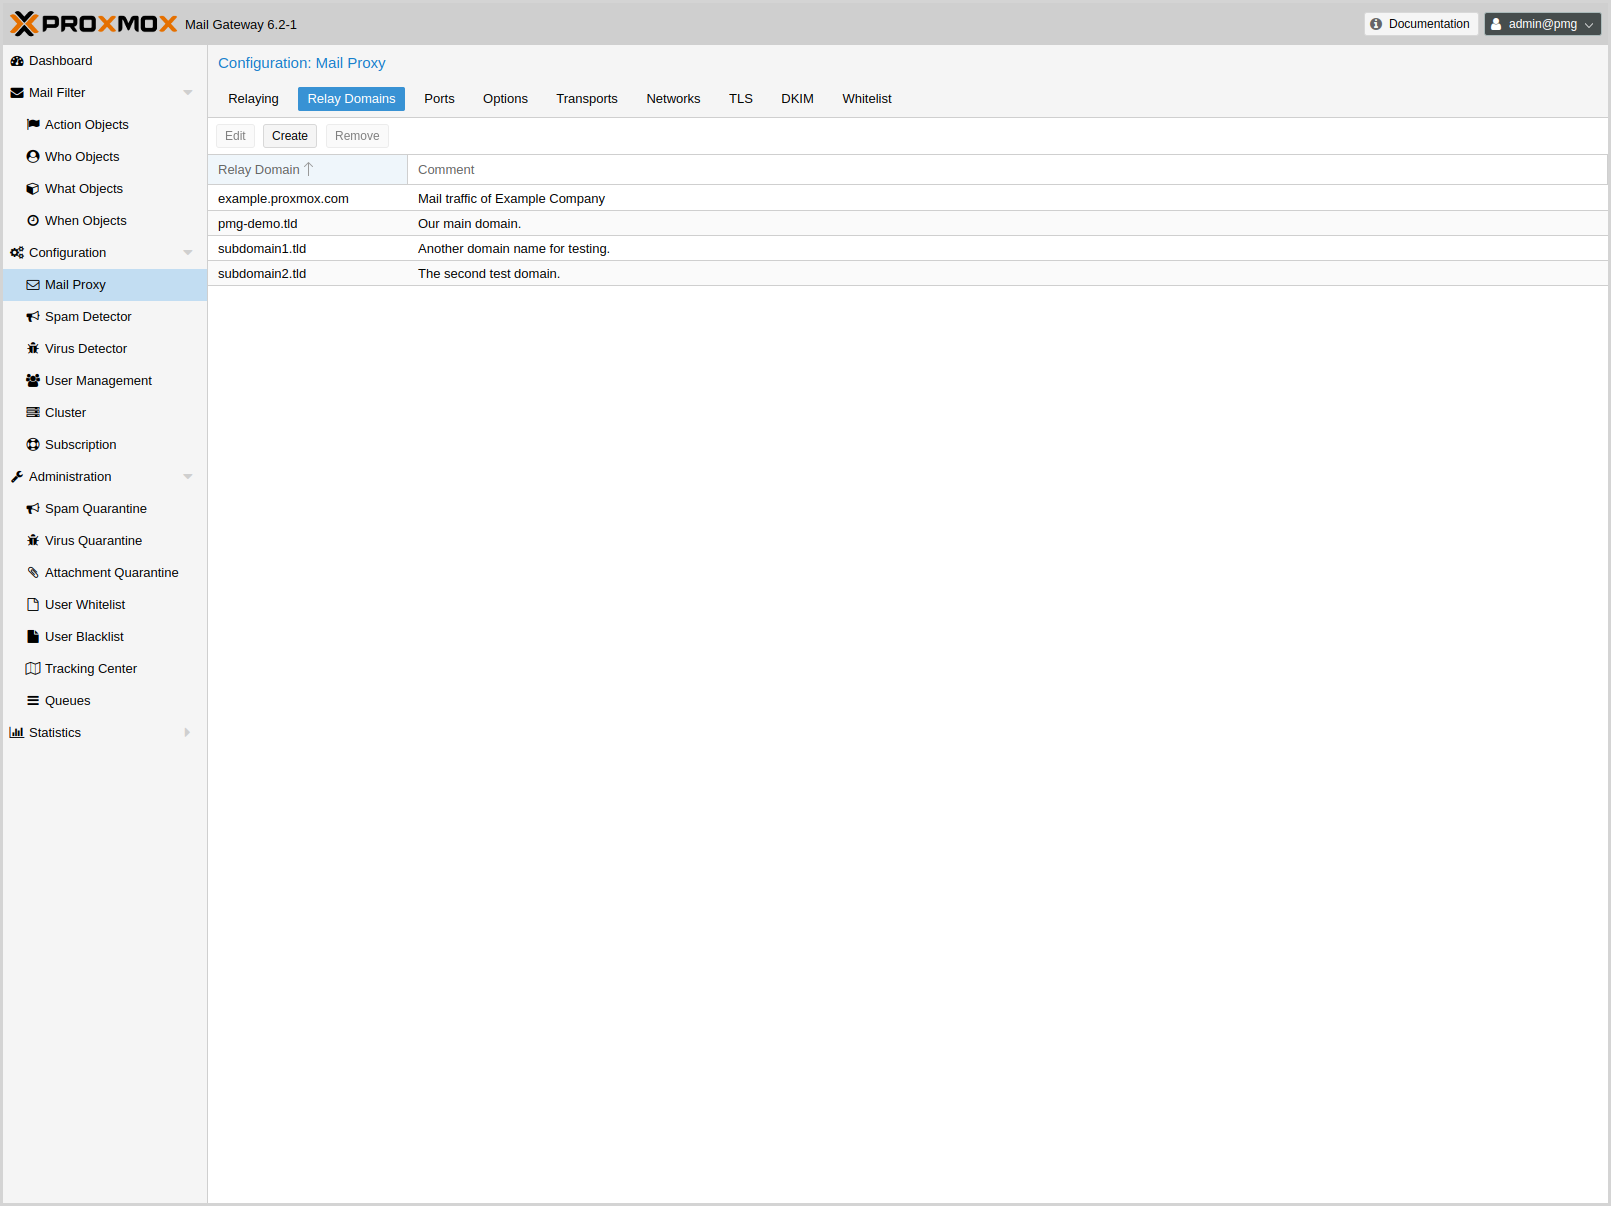 PROXMOX Mail Gateway 6.2-1
Documentation
admin@pmg
Dashboard
Mail Filter
Action Objects
Who Objects
What Objects
When Objects
Configuration
Mail Proxy
Spam Detector
Virus Detector
User Management
Cluster
Subscription
Administration
Spam Quarantine
Virus Quarantine
Attachment Quarantine
User Whitelist
User Blacklist
Tracking Center
Queues
Statistics
Configuration: Mail Proxy
Relaying Relay Domains Ports Options Transports Networks TLS DKIM Whitelist
Edit Create Remove
Relay Domain Comment
example.proxmox.com Mail traffic of Example Company
pmg-demo.tld Our main domain.
subdomain1.tld Another domain name for testing.
subdomain2.tld The second test domain.